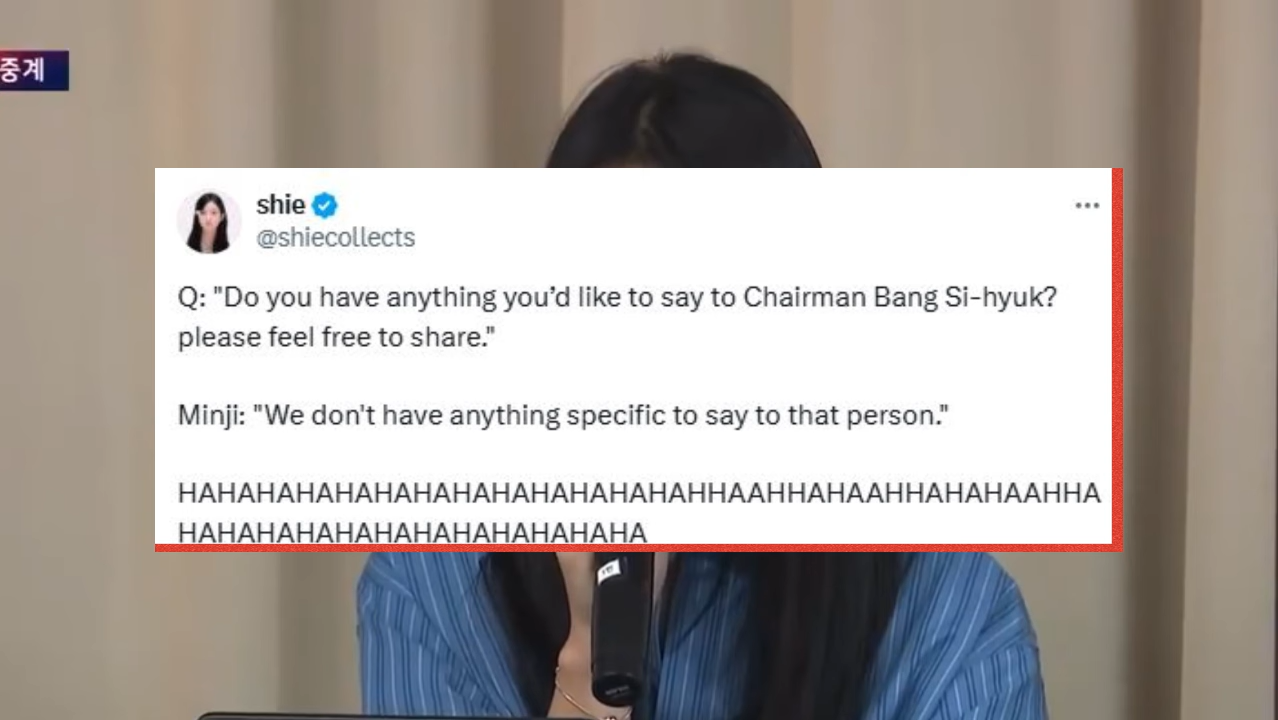 중계
shie
@shiecollects
Q: "Do you have anything you’d like to say to Chairman Bang Si-hyuk?
please feel free to share."
Minji: "We don't have anything specific to say to that person."
HAHAHAHAHAHAHAHAHAHAHAHAHAHHAAHHAHAAHHAHAHAAHHA
HAHAHAHAHAHAHAHAHAHAHAHA